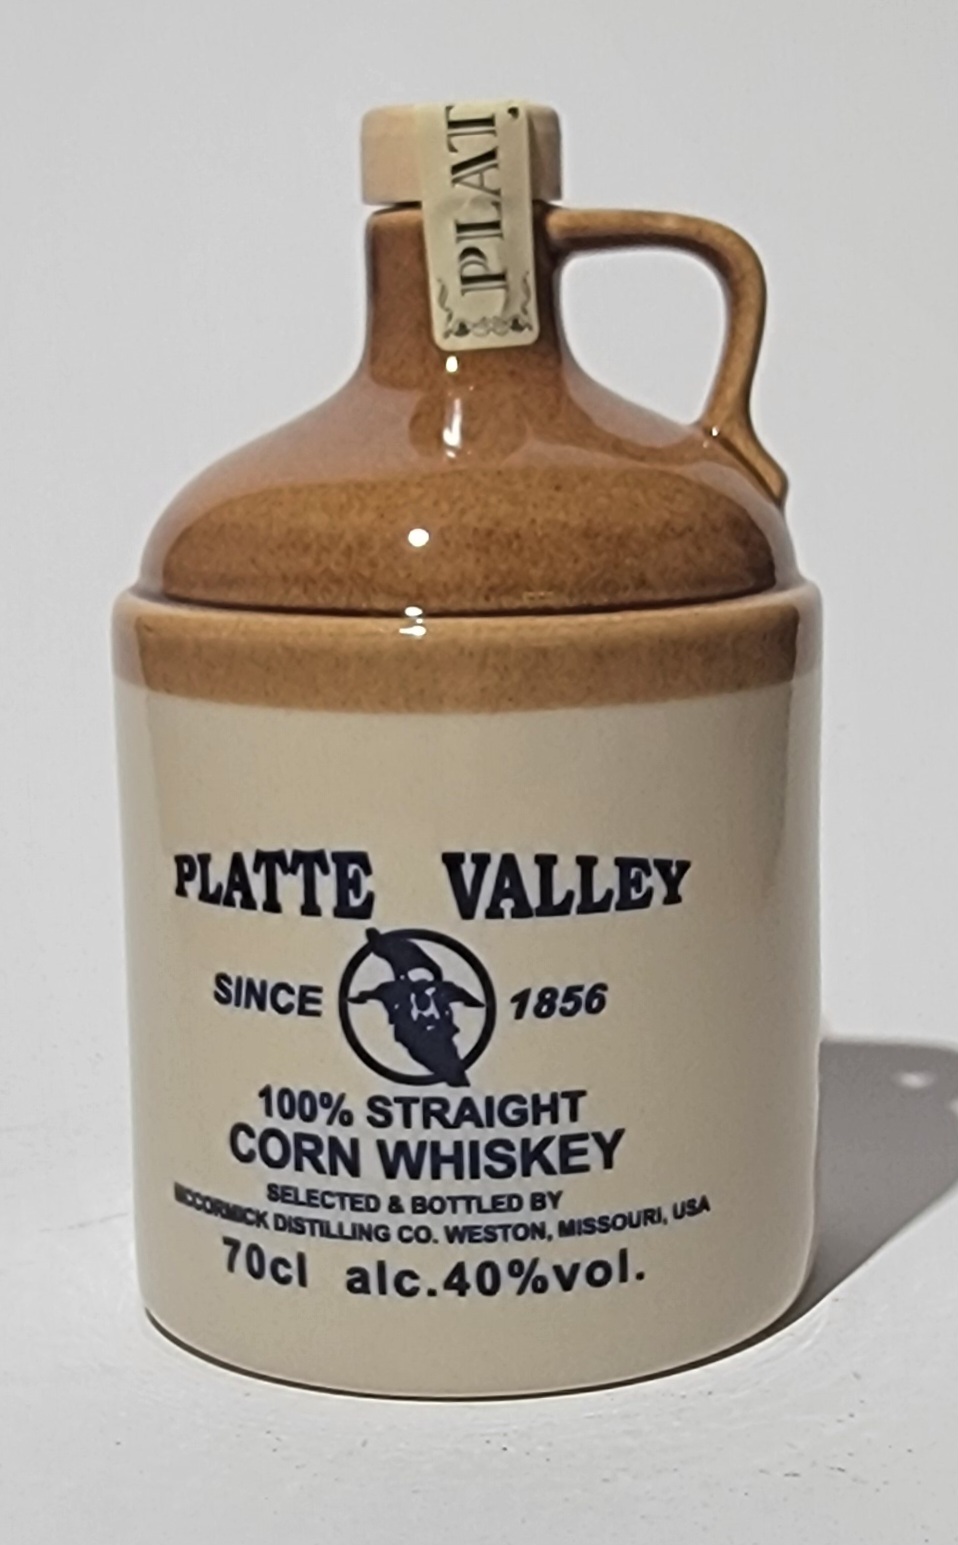 PLAT
PLATTE VALLEY
SINCE 1856
100% STRAIGHT
CORN WHISKEY
SELECTED & BOTTLED BY
MCCORMICK DISTILLING CO. WESTON, MISSOURI, USA
70cl alc.40%vol.